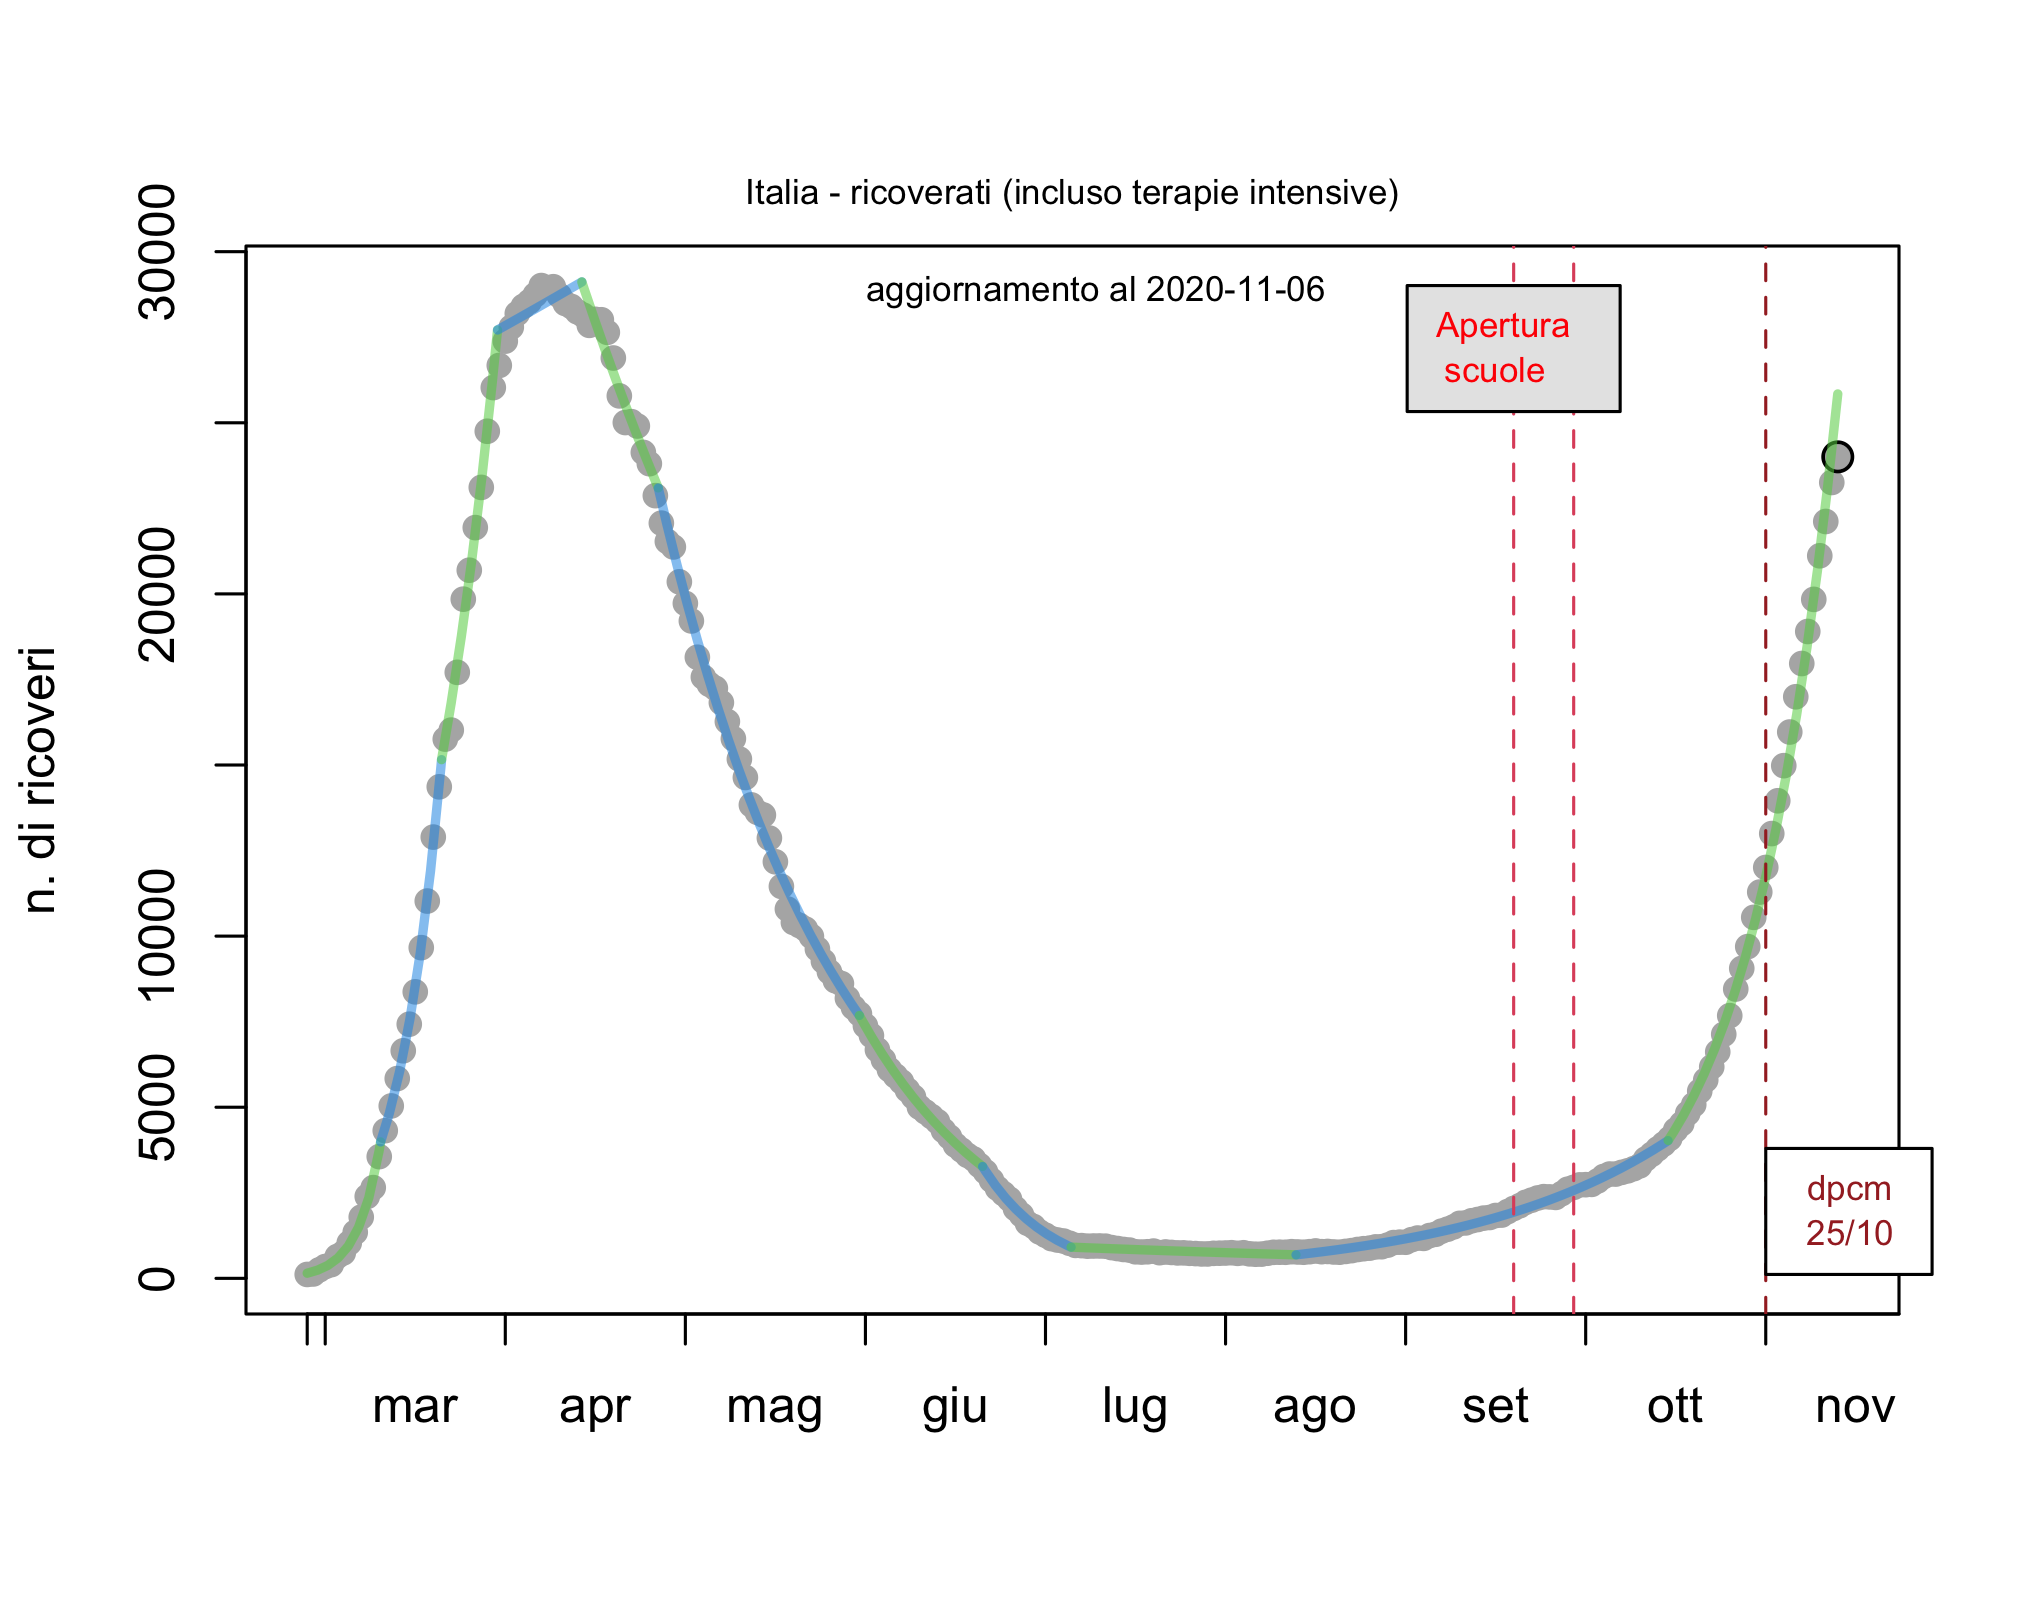 Italia - ricoverati (incluso terapie intensive)
aggiornamento al 2020-11-06
Apertura
scuole
n. di ricoveri
30000
20000
10000
5000
0
dpcm
25/10
mar apr mag giu lug ago set ott nov